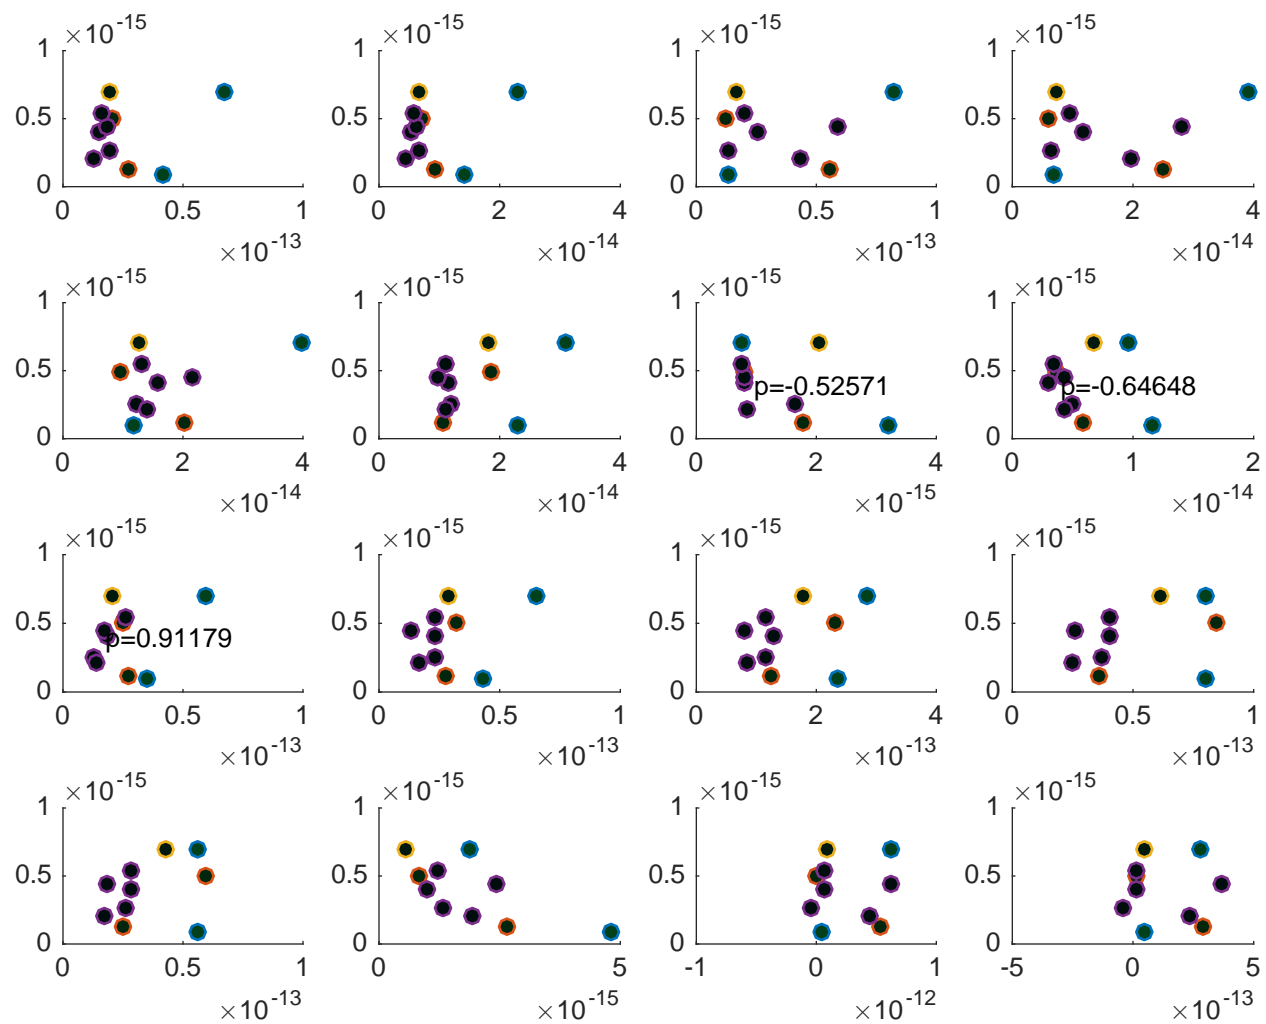 ×10-15 ×10-15 ×10-15 ×10-15
1 1 1 1
0.5 0.5 0.5 0.5
0 0 0 0
0 0.5 1 0 2 4 0 0.5 1 0 2 4
×10-13 ×10-14 ×10-13 ×10-14
×10-15 ×10-15 ×10-15 ×10-15
1 1 1 1
0.5 0.5 0.5 0.5
p=-0.52571 p=-0.64648
0 0 0 0
0 2 4 0 2 4 0 2 4 0 1 2
×10-14 ×10-14 ×10-15 ×10-14
×10-15 ×10-15 ×10-15 ×10-15
1 1 1 1
0.5 0.5 0.5 0.5
p=0.91179
0 0 0 0
0 0.5 1 0 0.5 1 0 2 4 0 0.5 1
×10-13 ×10-13 ×10-13 ×10-13
×10-15 ×10-15 ×10-15 ×10-15
1 1 1 1
0.5 0.5 0.5 0.5
0 0 0 0
0 0.5 1 0 5 -1 0 1 -5 0 5
×10-13 ×10-15 ×10-12 ×10-13